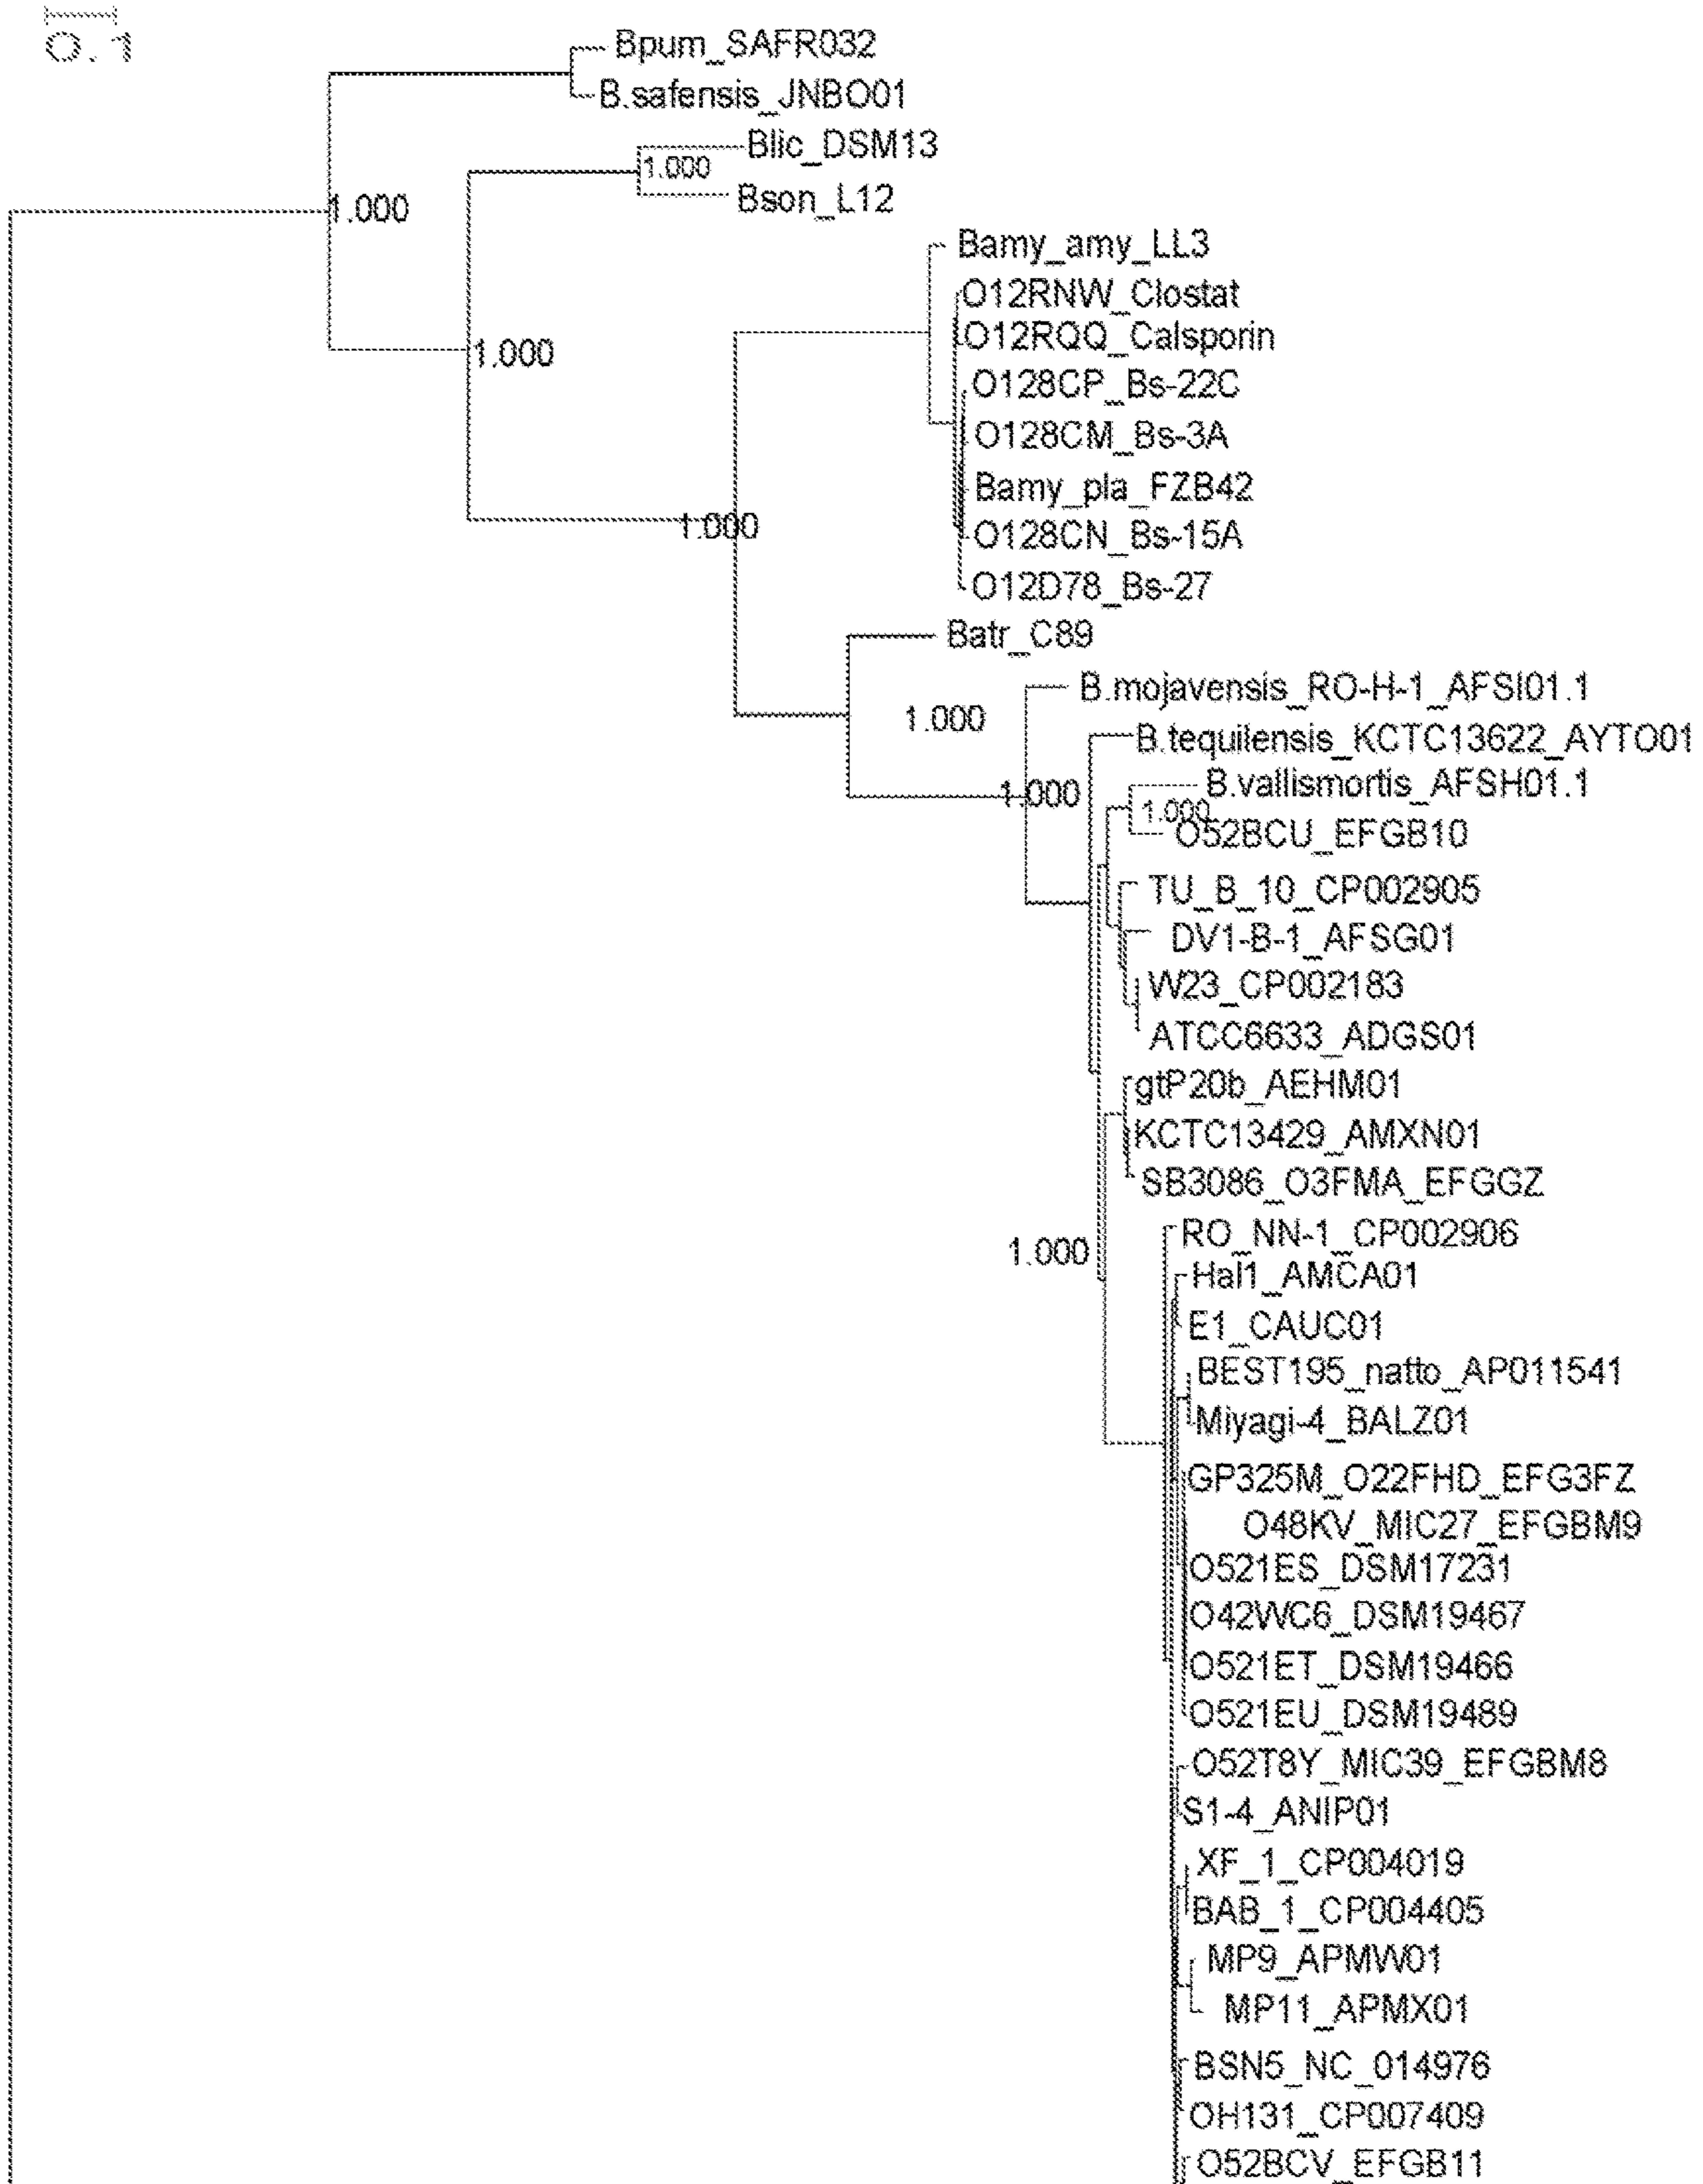 0.1
Bpum_SAFR032
B.safensis_JNBO01
Blic_DSM13
1.000
Bson_L12
1.000
Bamy_amy_LL3
O12RNW_Clostat
O12RQQ_Calsporin
1.000
O128CP_Bs-22C
O128CM_Bs-3A
Bamy_pla_FZB42
1.000
O128CN_Bs-15A
O12D78_Bs-27
Batr_C89
B.mojavensis_RO-H-1_AFSI01.1
1.000
B.tequilensis_KCTC13622_AYTO01
B.vallismortis_AFSH01.1
1.000
1.000
O52BCU_EFGB10
TU_B_10_CP002905
DV1-B-1_AFSG01
W23_CP002183
ATCC6633_ADGS01
gtP20b_AEHM01
KCTC13429_AMXN01
SB3086_O3FMA_EFGGZ
RO_NN-1_CP002906
1.000
Hal1_AMCA01
E1_CAUC01
BEST195_natto_AP011541
Miyagi-4_BALZ01
GP325M_O22FHD_EFG3FZ
O48KV_MIC27_EFGBM9
O521ES_DSM17231
O42WC6_DSM19467
O521ET_DSM19466
O521EU_DSM19489
O52T8Y_MIC39_EFGBM8
S1-4_ANIP01
XF_1_CP004019
BAB_1_CP004405
MP9_APMW01
MP11_APMX01
BSN5_NC_014976
OH131_CP007409
O52BCV_EFGB11